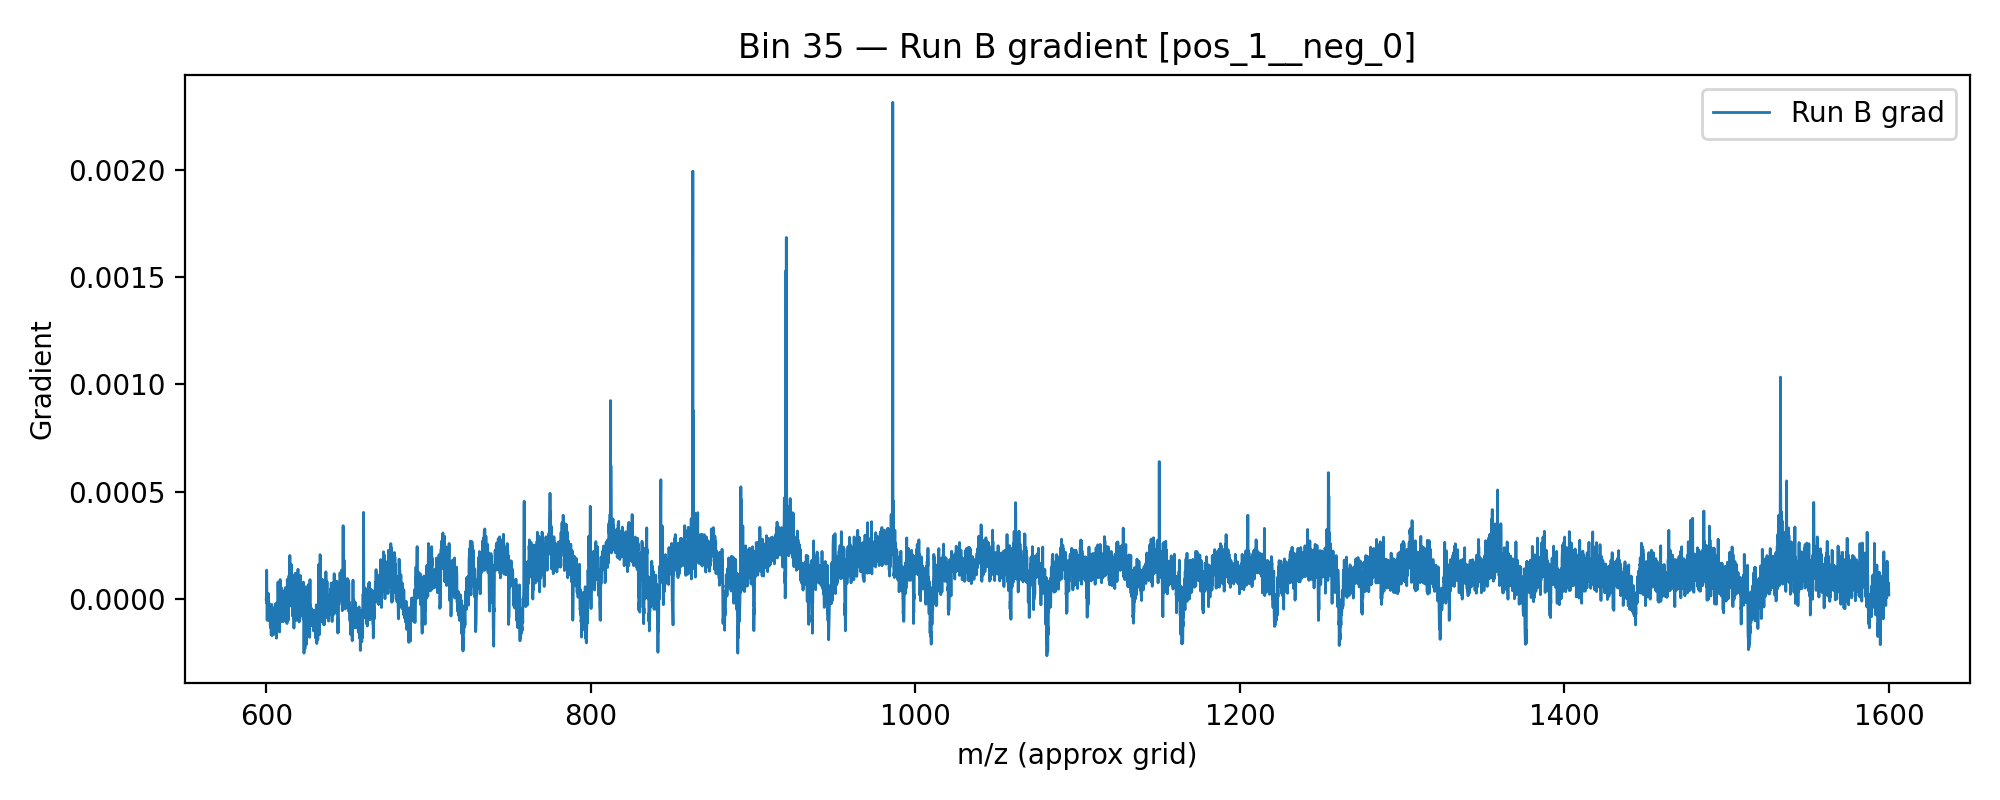 Bin 35 — Run B gradient [pos_1__neg_0]
Run B grad
Gradient
0.0020
0.0015
0.0010
0.0005
0.0000
600 800 1000 1200 1400 1600
m/z (approx grid)